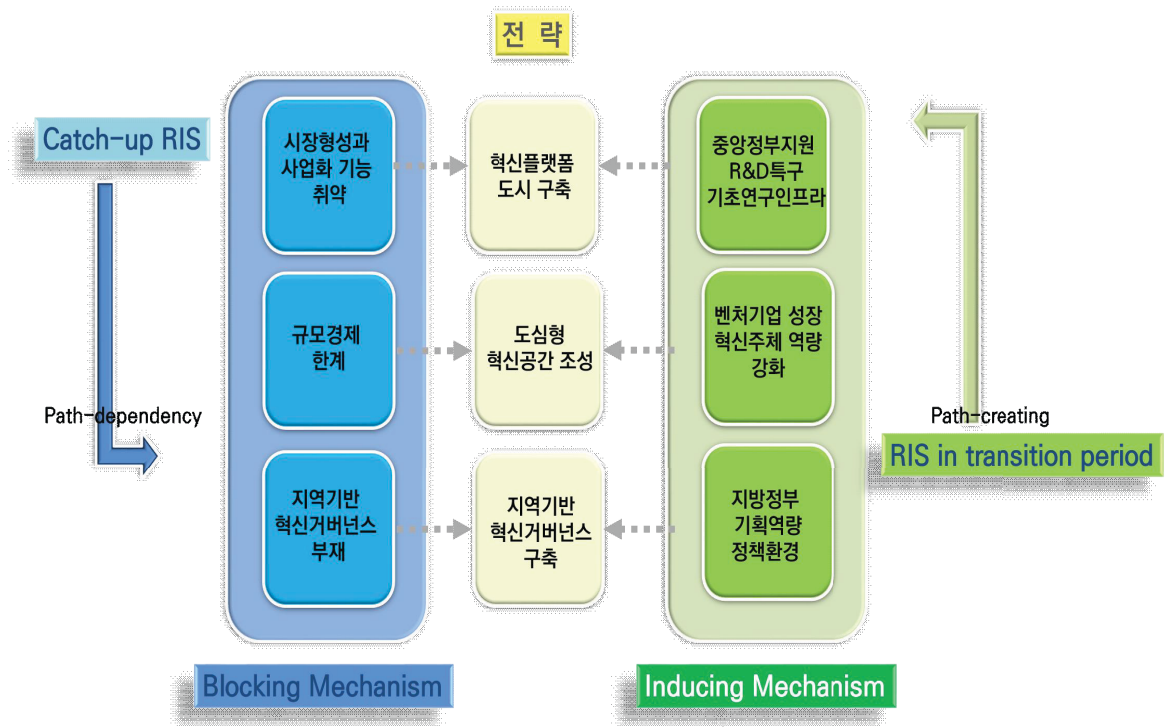 전 략
Catch-up RIS
시장형성과
사업화 기능
취약
혁신플랫폼
도시 구축
중앙정부지원
R&D특구
기초연구인프라
규모경제
한계
도심형
혁신공간 조성
벤처기업 성장
혁신주체 역량
강화
Path-dependency
Path-creating
RIS in transition period
지역기반
혁신거버넌스
부재
지역기반
혁신거버넌스
구축
지방정부
기획역량
정책환경
Blocking Mechanism
Inducing Mechanism